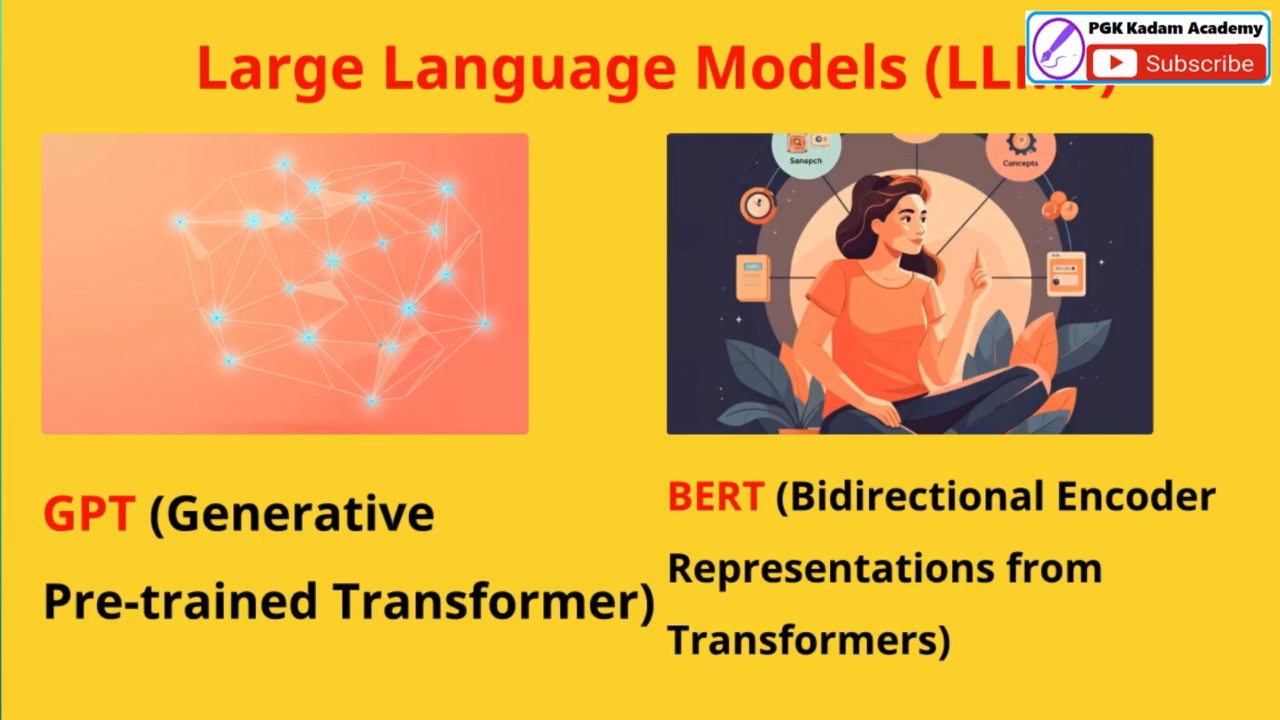 Large Language Models (LLMs)
PGK Kadam Academy
Subscribe
Sanapch
Concepts
GPT (Generative
Pre-trained Transformer)
BERT (Bidirectional Encoder
Representations from
Transformers)